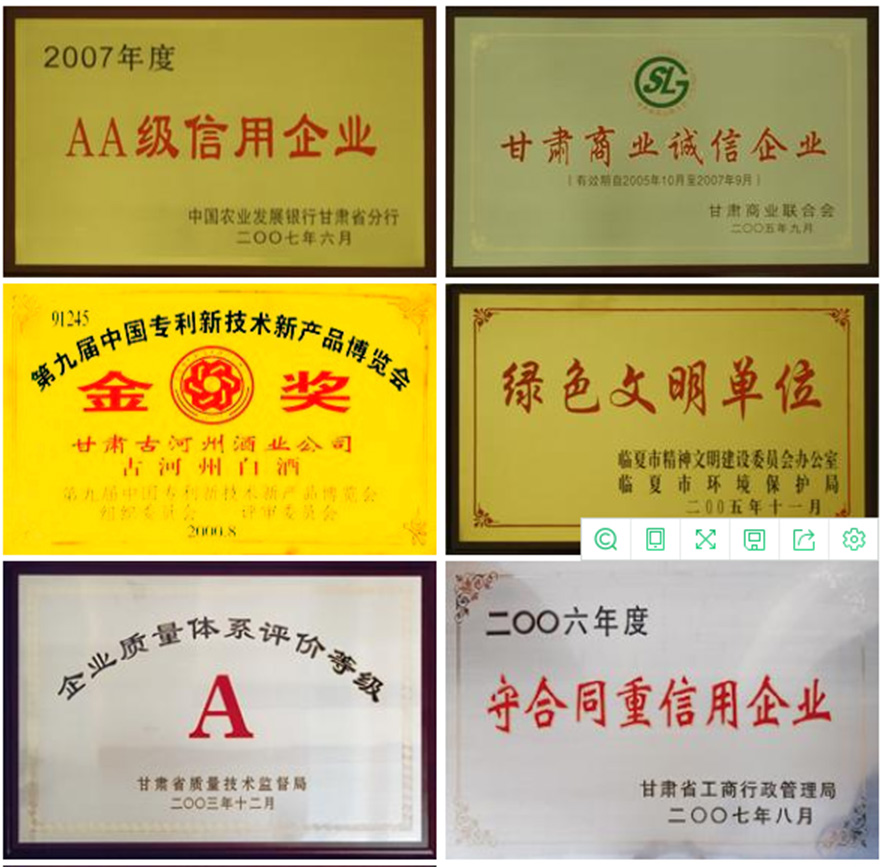 2007年度
AA级信用企业
中国农业发展银行甘肃省分行
二〇〇七年六月
SLG
甘肃商业诚信企业
(有效期自2005年10月至2007年9月)
甘肃商业联合会
二〇〇五年九月
91245
第九届中国专利新技术新产品博览会
金奖
甘肃古河州酒业公司
古河州白酒
第九届中国专利新技术新产品博览会
组织委员会 评审委员会
2000.8
绿色文明单位
临夏市精神文明建设委员会办公室
临夏市环境保护局
二〇〇五年十一月
企业质量体系评价等级
A
甘肃省质量技术监督局
二〇〇三年十二月
二〇〇六年度
守合同重信用企业
甘肃省工商行政管理局
二〇〇七年八月